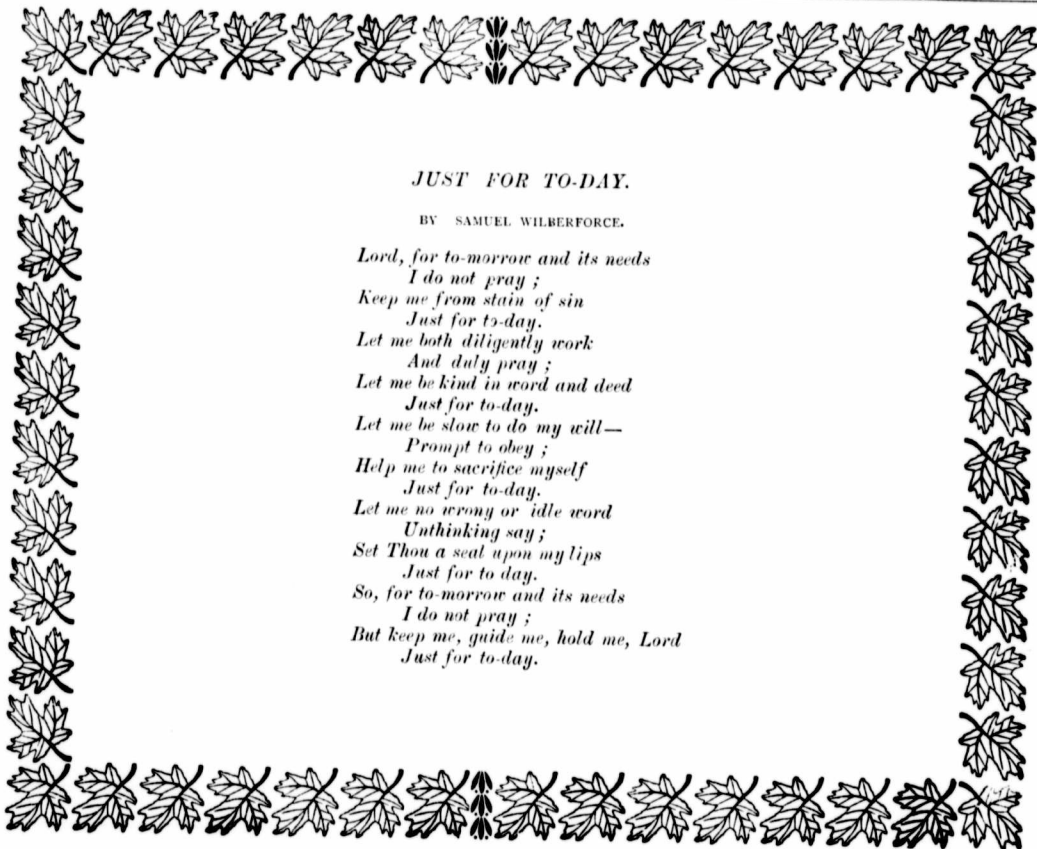 JUST FOR TO-DAY.
BY SAMUEL WILBERFORCE.
Lord, for to-morrow and its needs
I do not pray ;
Keep me from stain of sin
Just for to-day.
Let me both diligently work
And duly pray ;
Let me be kind in word and deed
Just for to-day.
Let me be slow to do my will—
Prompt to obey ;
Help me to sacrifice myself
Just for to-day.
Let me no wrong or idle word
Unthinking say ;
Set Thou a seal upon my lips
Just for to day.
So, for to-morrow and its needs
I do not pray ;
But keep me, guide me, hold me, Lord
Just for to-day.